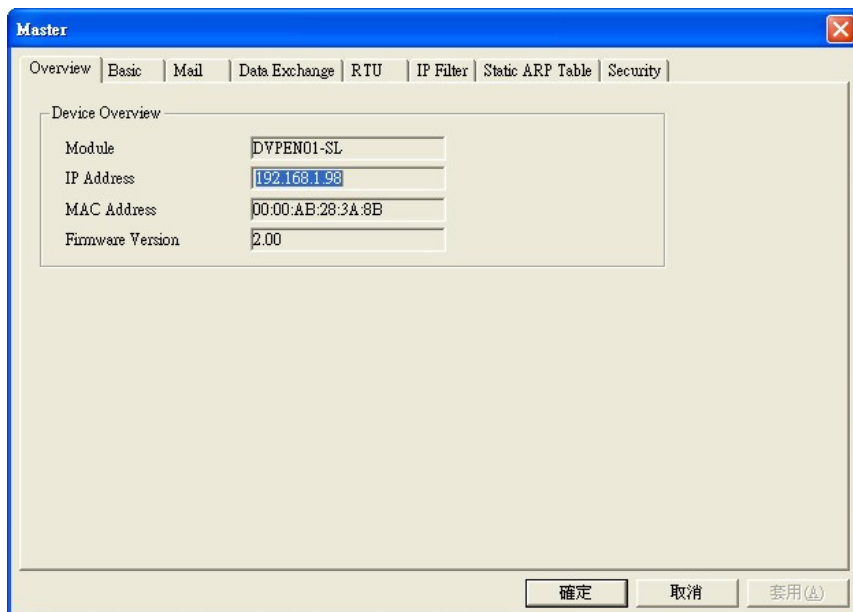 Master
Overview Basic Mail Data Exchange RTU IP Filter Static ARP Table Security
Device Overview
Module DVPEN01-SL
IP Address 192.168.1.98
MAC Address 00:00:AB:28:3A:8B
Firmware Version 2.00
確定 取消 套用(A)